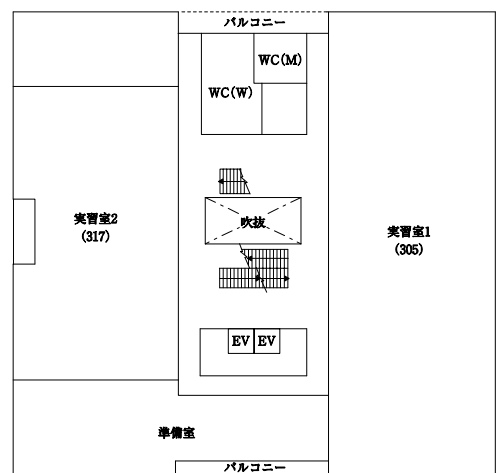 バルコニー
WC(M)
WC(W)
吹抜
実習室2
(317)
実習室1
(305)
EV EV
準備室
バルコニー